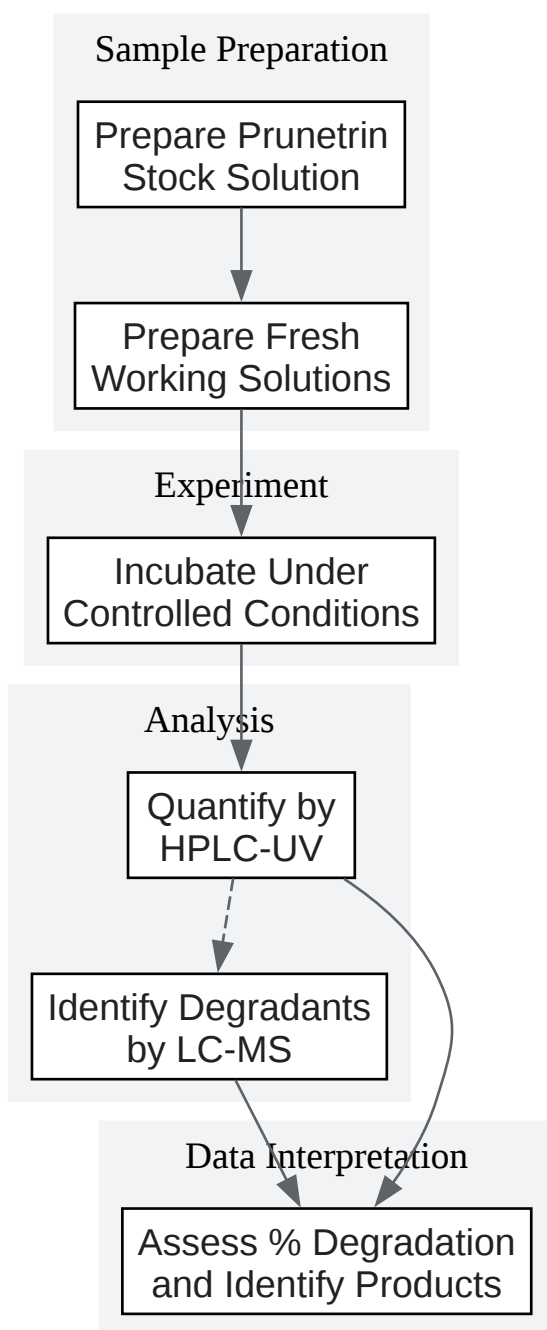 Sample Preparation
Prepare Prunetrin
Stock Solution
Prepare Fresh
Working Solutions
Experiment
Incubate Under
Controlled Conditions
Analysis
Quantify by
HPLC-UV
Identify Degradants
by LC-MS
Data Interpretation
Assess % Degradation
and Identify Products